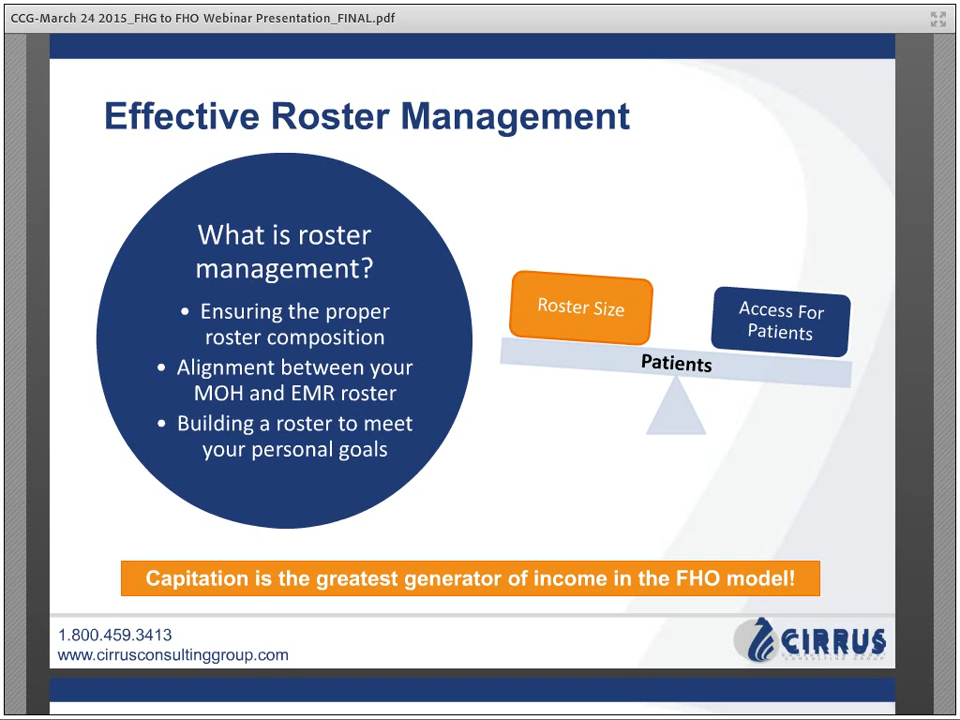 CCG-March 24 2015_FHG to FHO Webinar Presentation_FINAL.pdf
Effective Roster Management
What is roster
management?
• Ensuring the proper
roster composition
• Alignment between your
MOH and EMR roster
• Building a roster to meet
your personal goals
Roster Size
Access For
Patients
Patients
Capitation is the greatest generator of income in the FHO model!
1.800.459.3413
www.cirrusconsultinggroup.com
CIRRUS
CONSULTING GROUP